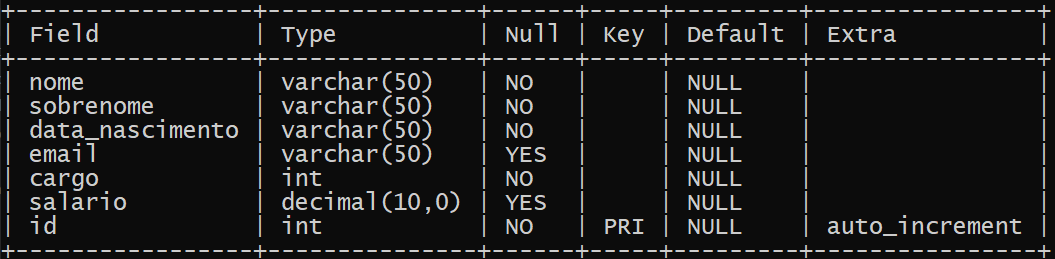 +-----------------+---------------+------+-----+---------+----------------+
| Field           | Type          | Null | Key | Default | Extra          |
+-----------------+---------------+------+-----+---------+----------------+
| nome            | varchar(50)   | NO   |     | NULL    |                |
| sobrenome       | varchar(50)   | NO   |     | NULL    |                |
| data_nascimento | varchar(50)   | NO   |     | NULL    |                |
| email           | varchar(50)   | YES  |     | NULL    |                |
| cargo           | int           | NO   |     | NULL    |                |
| salario         | decimal(10,0) | YES  |     | NULL    |                |
| id              | int           | NO   | PRI | NULL    | auto_increment |
+-----------------+---------------+------+-----+---------+----------------+